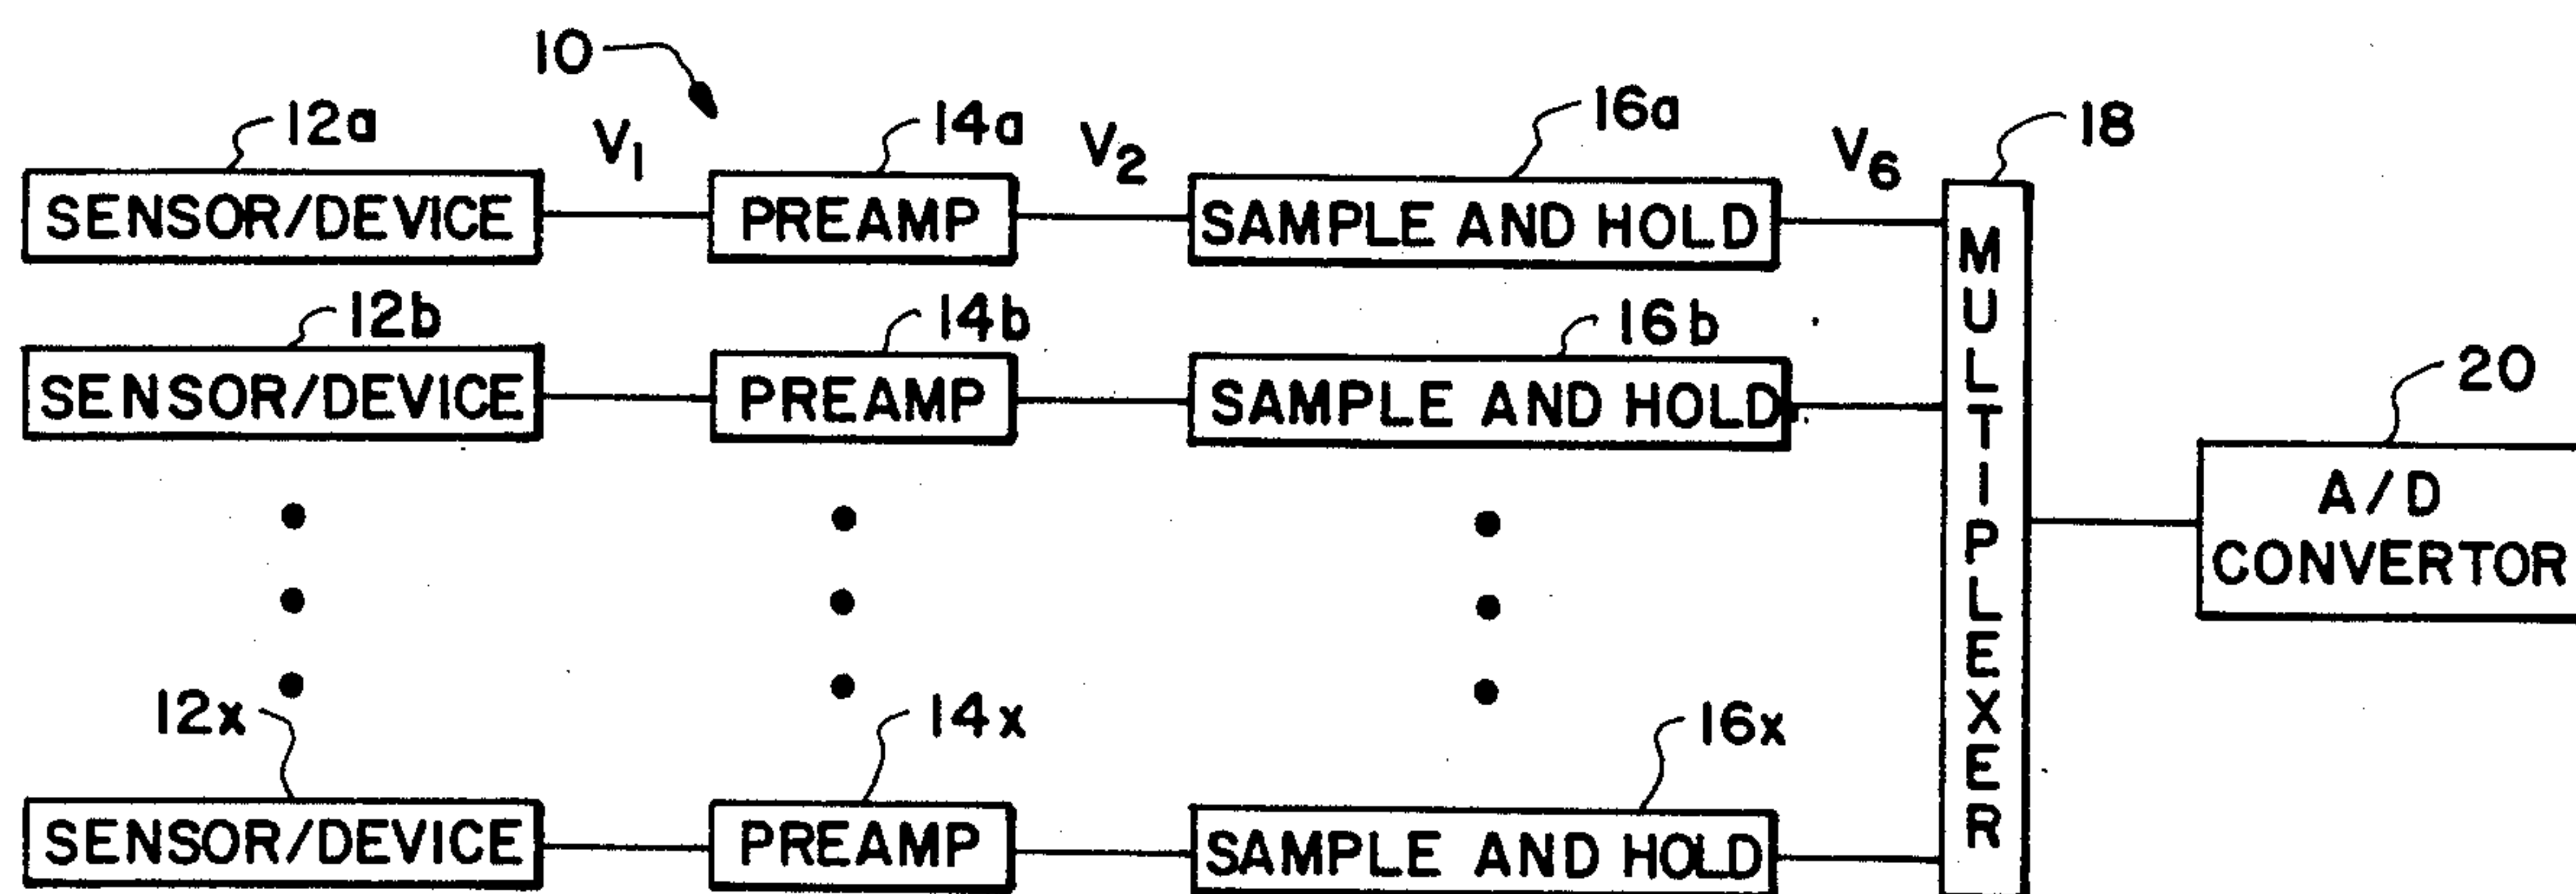 10
12a V1 14a V2 16a V6 18
SENSOR/DEVICE PREAMP SAMPLE AND HOLD
12b 14b 16b
SENSOR/DEVICE PREAMP SAMPLE AND HOLD
MULTIPLEXER
20
A/D
CONVERTOR
12x 14x 16x
SENSOR/DEVICE PREAMP SAMPLE AND HOLD